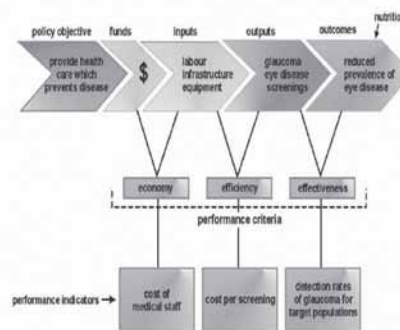 policy objective funds inputs outputs outcomes
provide health
care which
prevents disease
$
labour
infrastructure
equipment
glaucoma
eye disease
screenings
reduced
prevalence of
eye disease
economy efficiency effectiveness
performance criteria
performance indicators
cost of
medical staff
cost per screening
detection rates
of glaucoma for
target populations